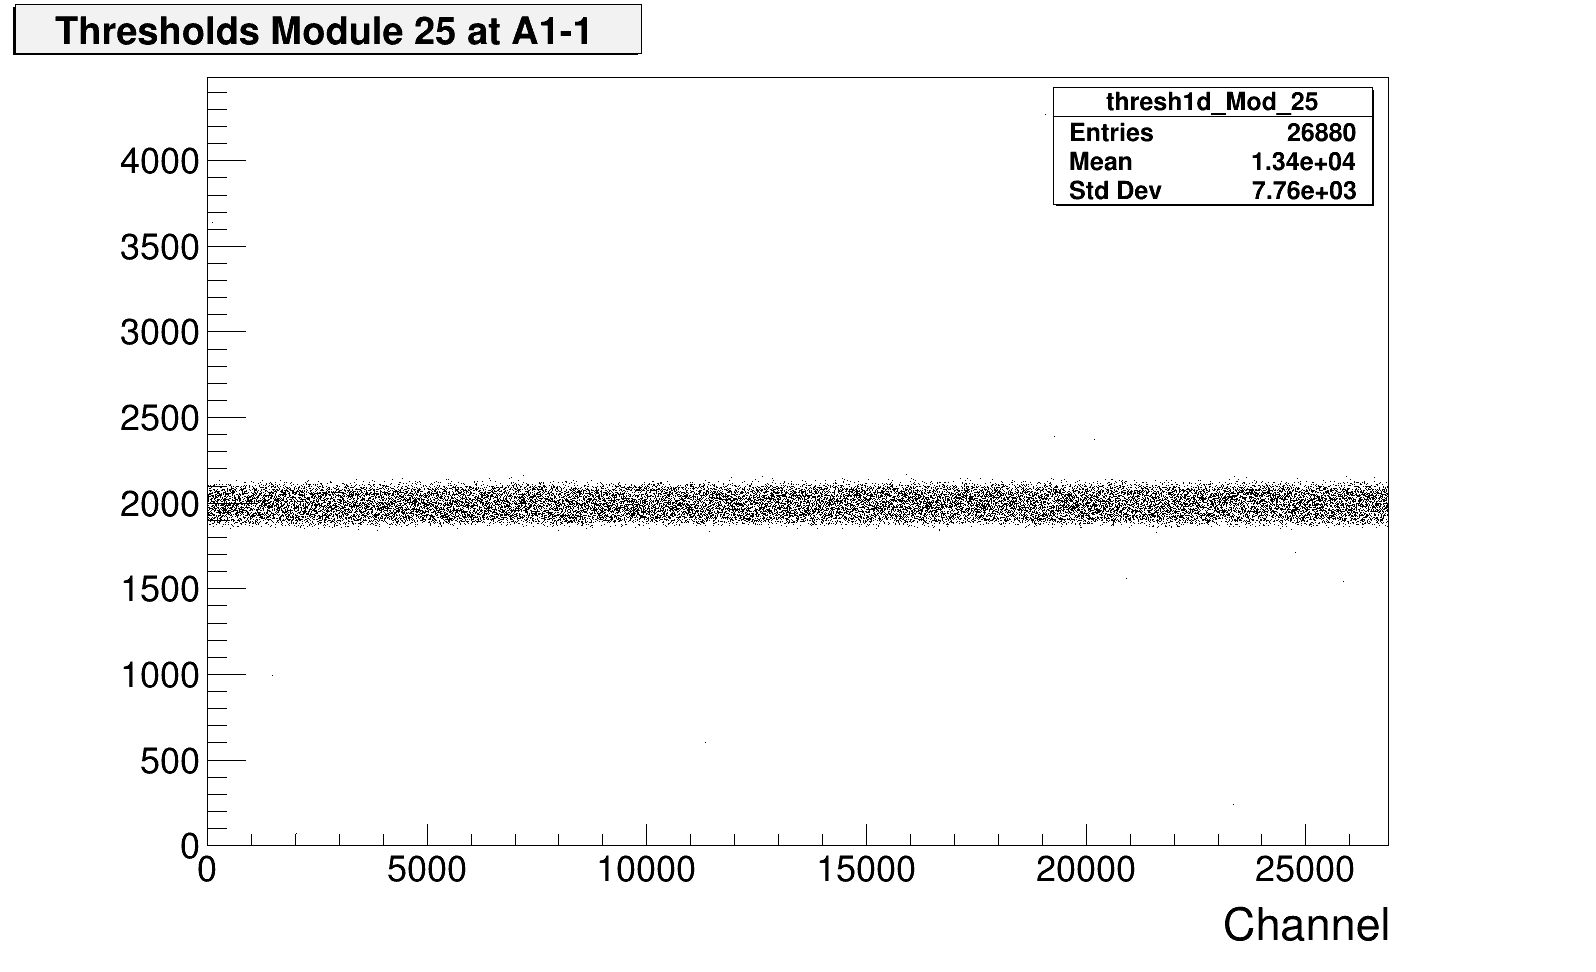 Thresholds Module 25 at A1-1
thresh1d_Mod_25
Entries 26880
Mean 1.34e+04
Std Dev 7.76e+03
4000
3500
3000
2500
2000
1500
1000
500
0
0 5000 10000 15000 20000 25000
Channel